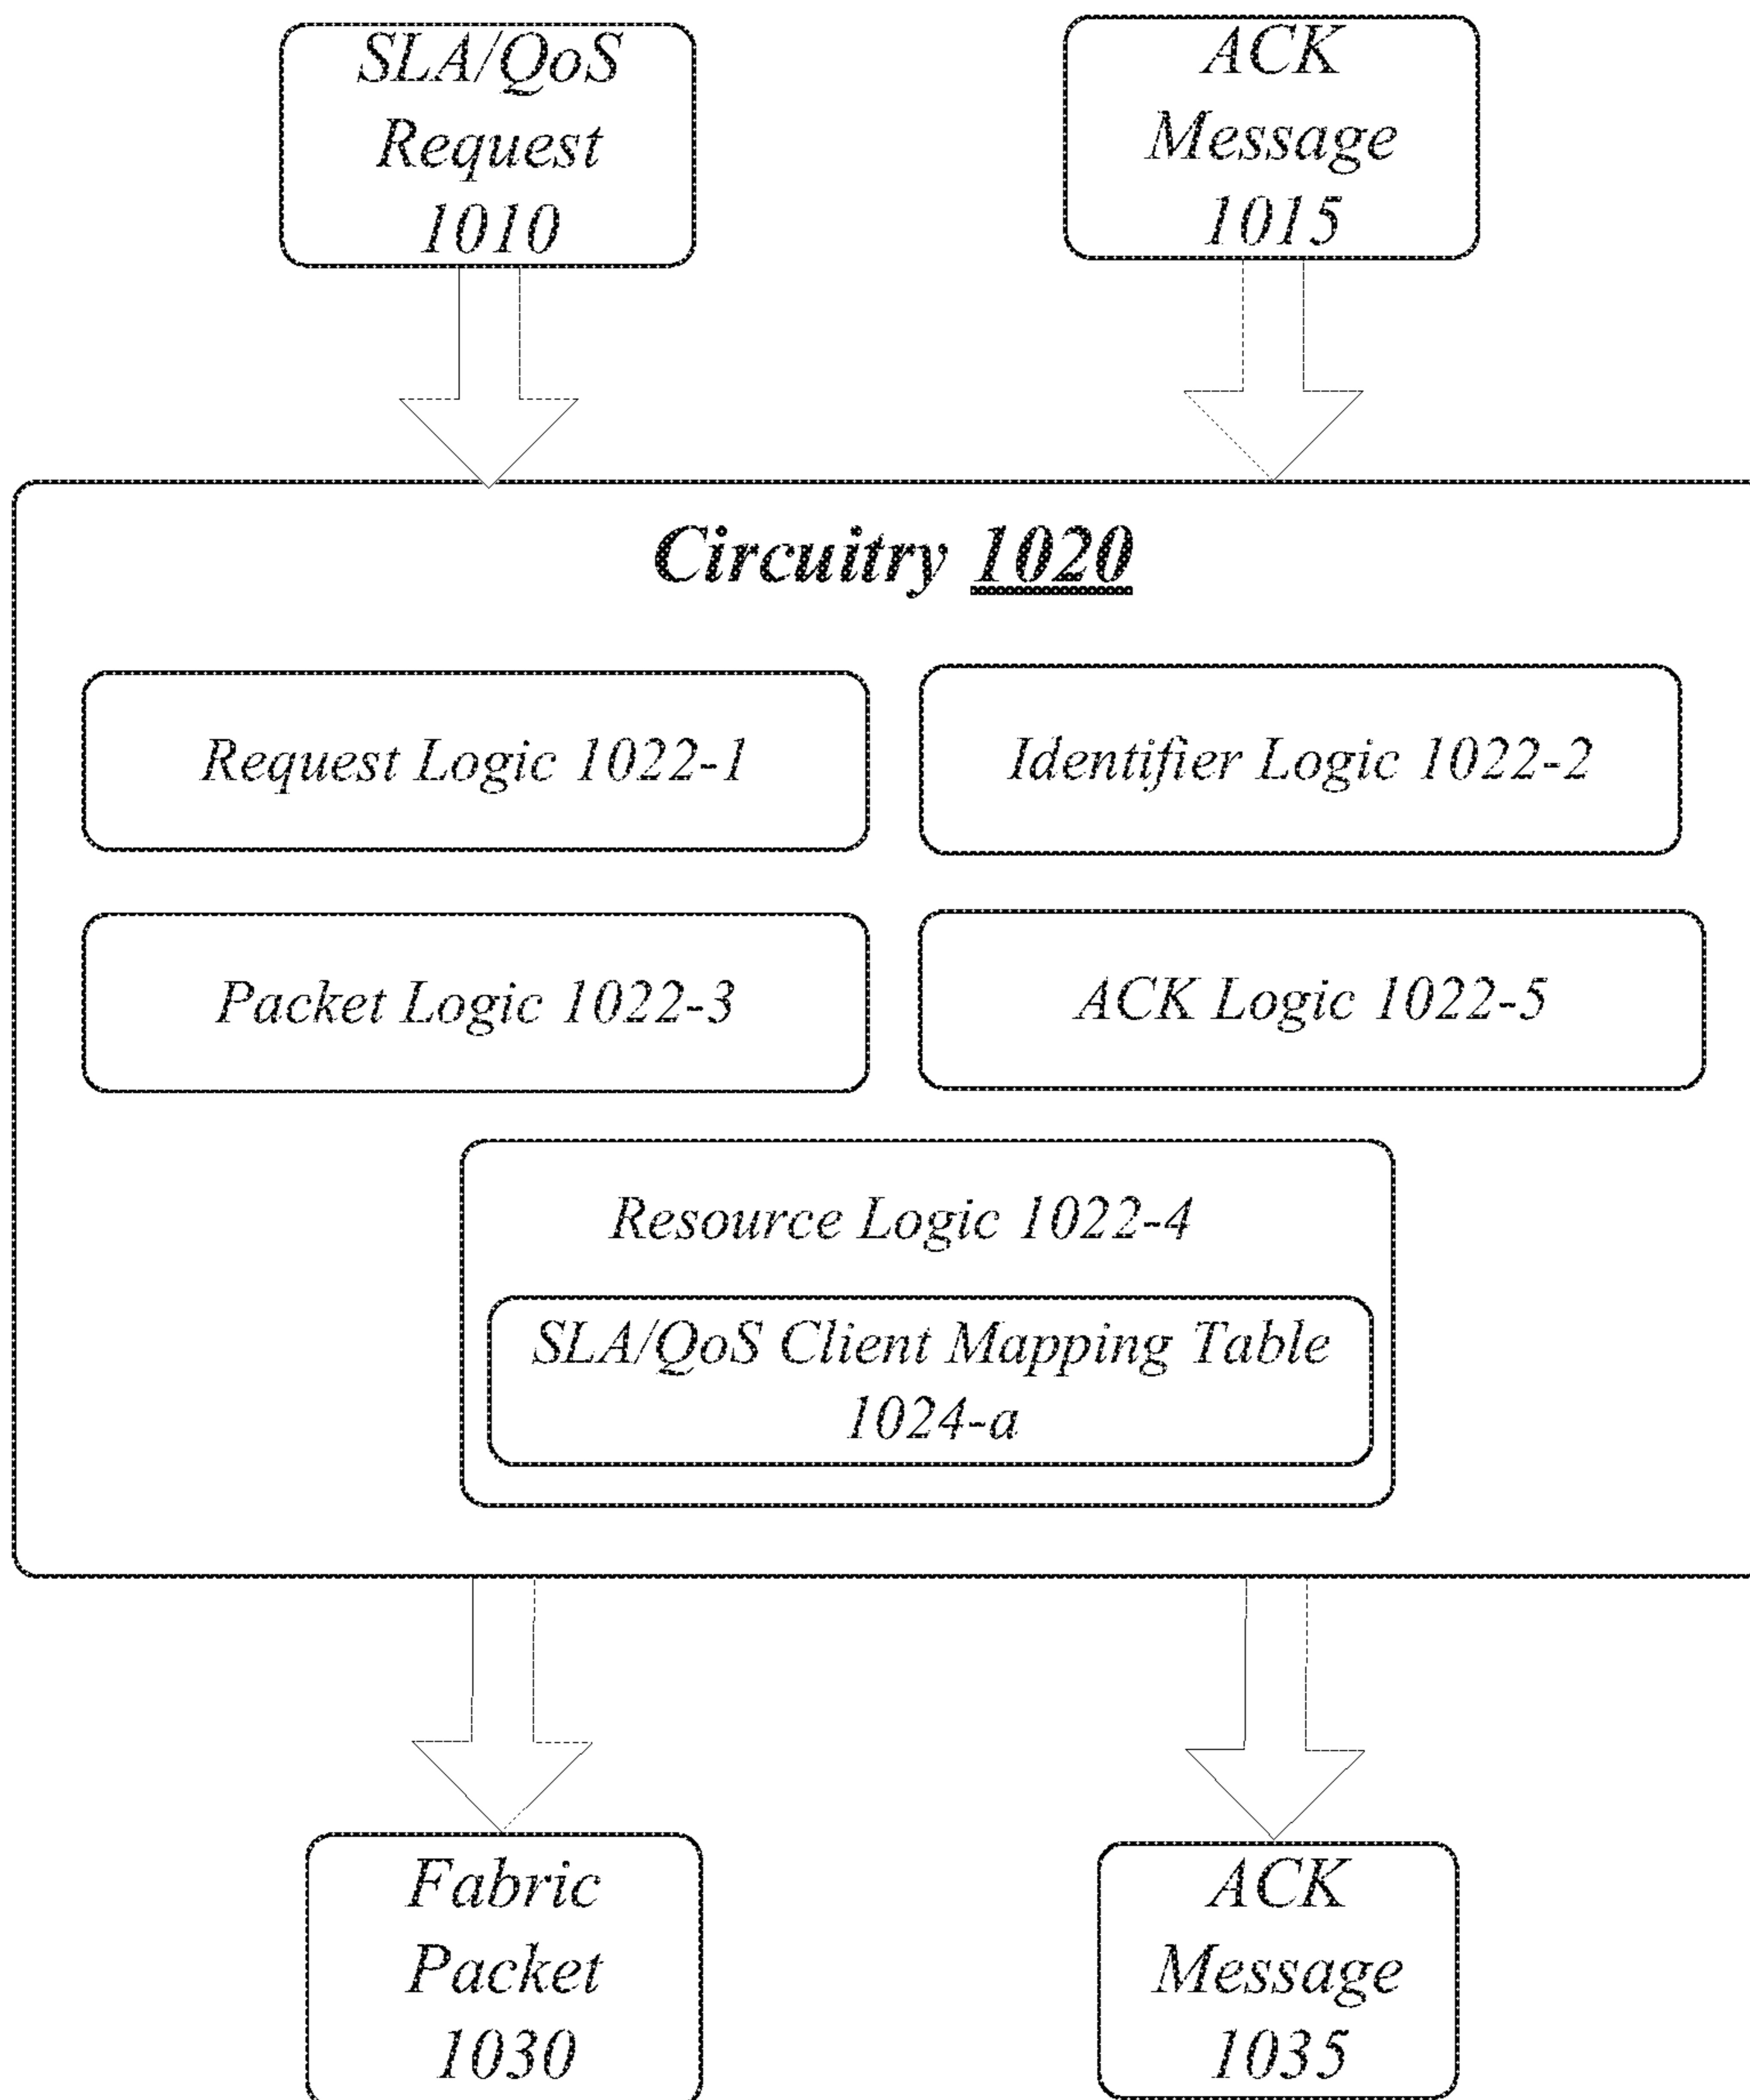 SLA/QoS
Request
1010
ACK
Message
1015
Circuitry 1020
Request Logic 1022-1
Identifier Logic 1022-2
Packet Logic 1022-3
ACK Logic 1022-5
Resource Logic 1022-4
SLA/QoS Client Mapping Table
1024-a
Fabric
Packet
1030
ACK
Message
1035